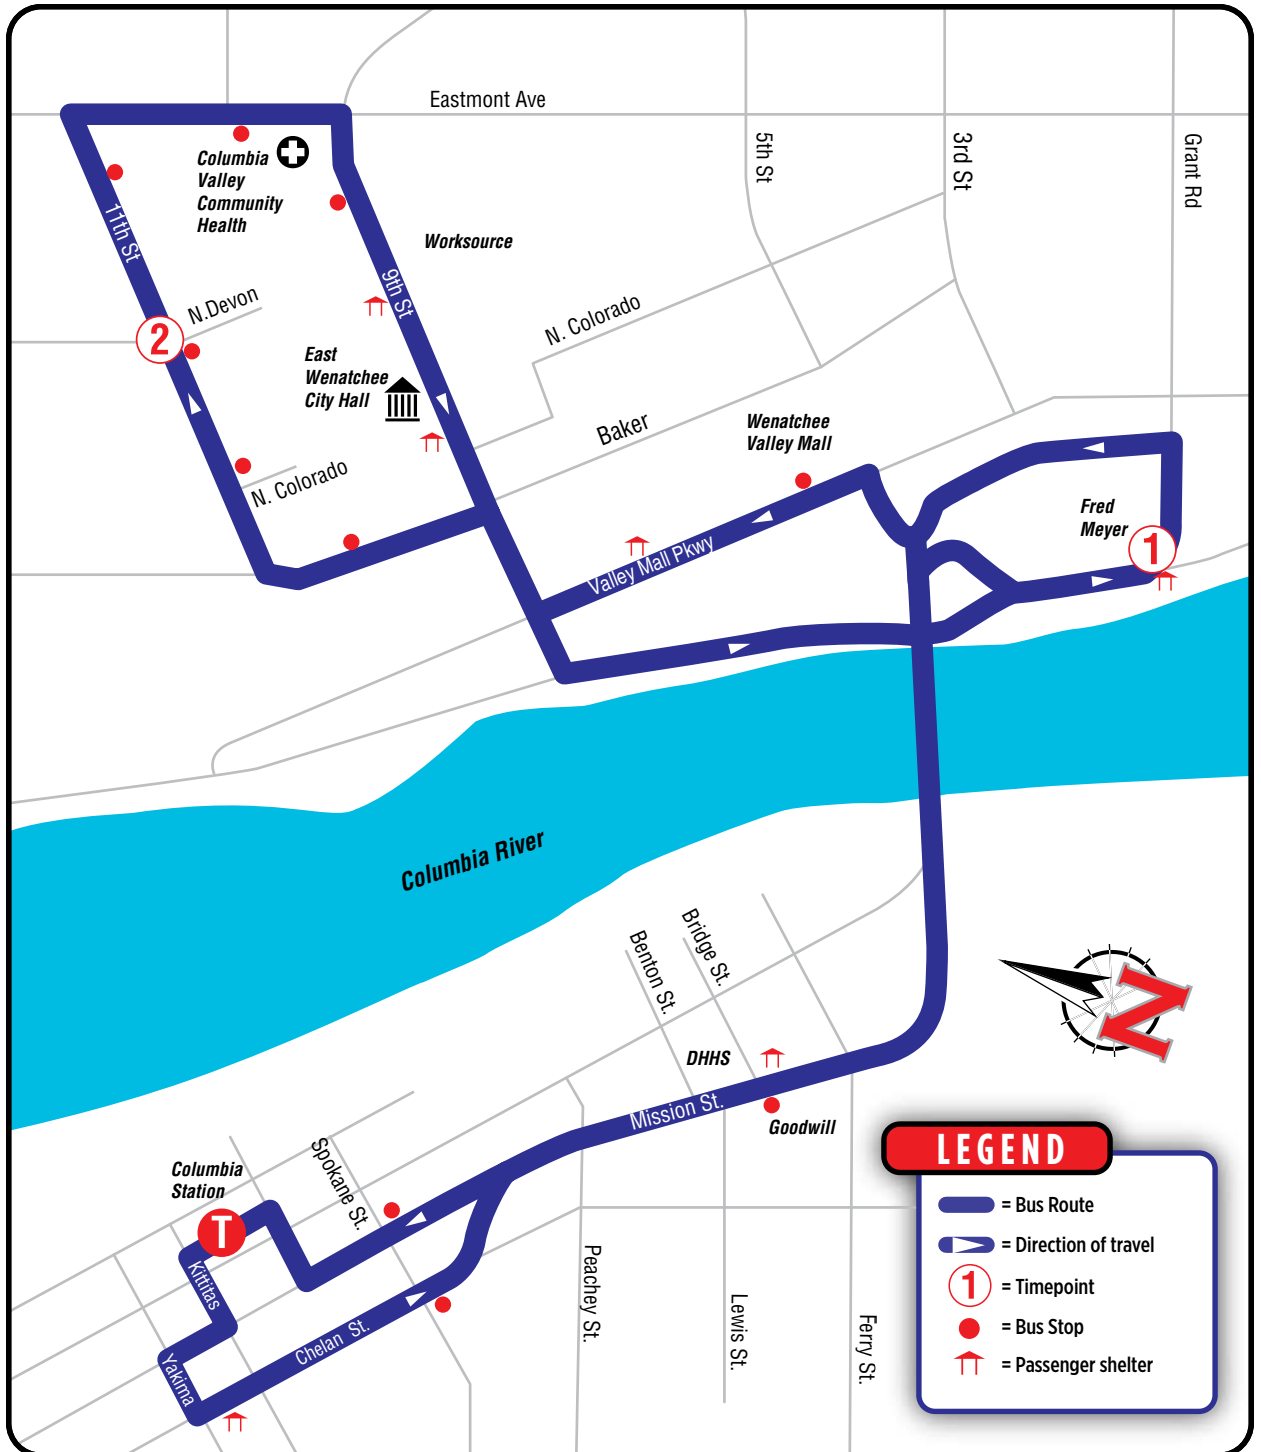 Eastmont Ave
5th St
3rd St
Grant Rd
Columbia
Valley
Community
Health
11th St
Worksource
9th St
N.Devon
2
East
Wenatchee
City Hall
N. Colorado
Baker
Wenatchee
Valley Mall
N. Colorado
Fred
Meyer
1
Valley Mall Pkwy
Columbia River
Bridge St.
Benton St.
N
DHHS
Mission St.
Goodwill
Spokane St.
Columbia
Station
T
Kittitas
Yakima
Chelan St.
Peachey St.
Lewis St.
Ferry St.
LEGEND
= Bus Route
= Direction of travel
1 = Timepoint
= Bus Stop
= Passenger shelter